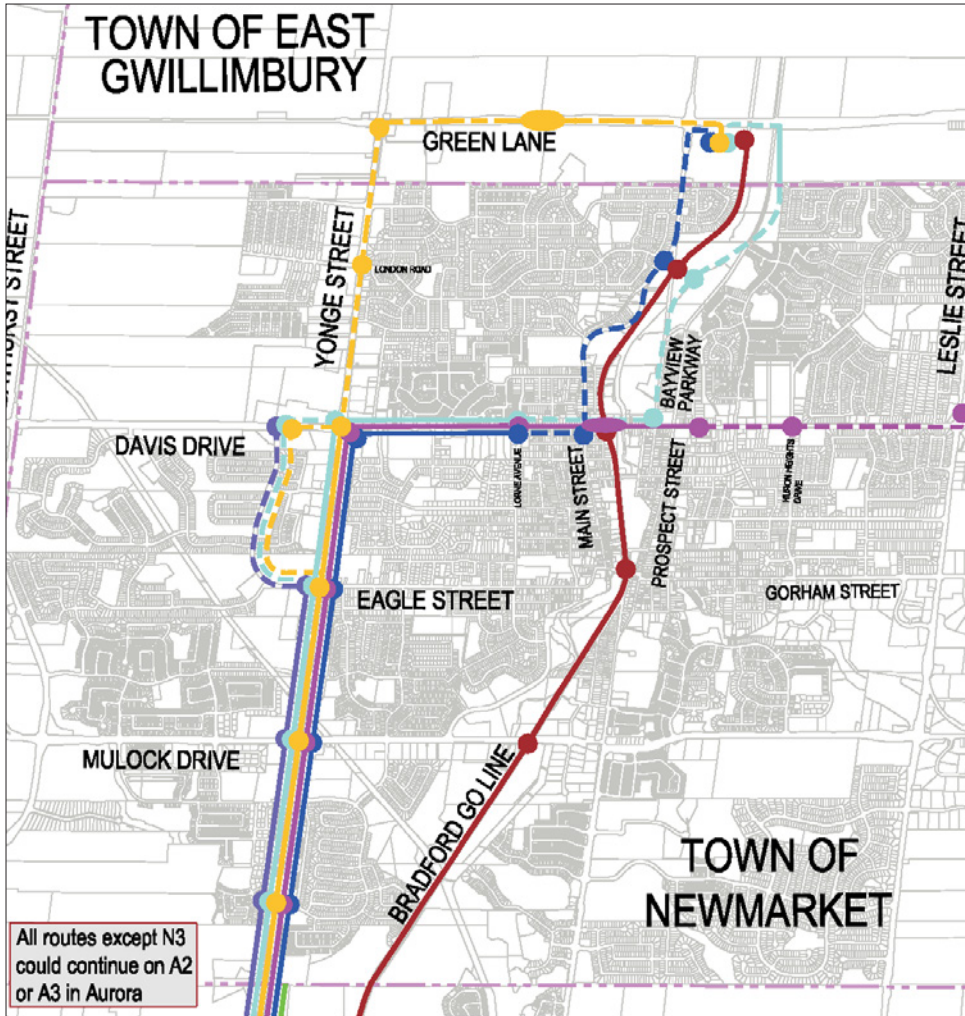 TOWN OF EAST
GWILLIMBURY
GREEN LANE
YONGE STREET
LONDON ROAD
LESLIE STREET
BAYVIEW
PARKWAY
DAVIS DRIVE
LORNE AVENUE
MAIN STREET
PROSPECT STREET
HURON HEIGHTS
DRIVE
EAGLE STREET
GORHAM STREET
MULOCK DRIVE
BRADFORD GO LINE
TOWN OF
NEWMARKET
All routes except N3
could continue on A2
or A3 in Aurora